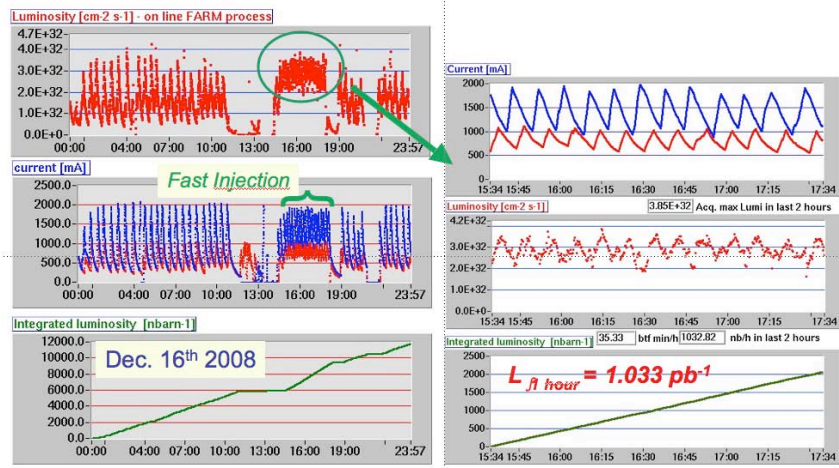 Luminosity [cm-2 s-1] - on line FARM process
4.7E+32
4.0E+32
3.0E+32
2.0E+32
1.0E+32
0.0E+0
00:00 04:00 07:00 10:00 13:00 16:00 19:00 23:57
current [mA]
2500.0
2000.0
1500.0
1000.0
500.0
0.0
Fast Injection
00:00 04:00 07:00 10:00 13:00 16:00 19:00 23:57
Integrated luminosity [nbarn-1]
12000.0
10000.0
8000.0
6000.0
4000.0
2000.0
0.0
Dec. 16th 2008
00:00 04:00 07:00 10:00 13:00 16:00 19:00 23:57
Current [mA]
2000
1500
1000
500
0
15:34 15:45 16:00 16:15 16:30 16:45 17:00 17:15 17:34
Luminosity [cm-2 s-1] 3.85E+32 Acq. max Lumi in last 2 hours
4.2E+32
3.0E+32
2.0E+32
1.0E+32
0.0E+0
15:34 15:45 16:00 16:15 16:30 16:45 17:00 17:15 17:34
Integrated luminosity [nbarn-1] 35.33 btf min/h 1032.82 nb/h in last 2 hours
2500
2000
1500
1000
500
0
L ∫1 hour = 1.033 pb-1
15:34 15:45 16:00 16:15 16:30 16:45 17:00 17:15 17:34